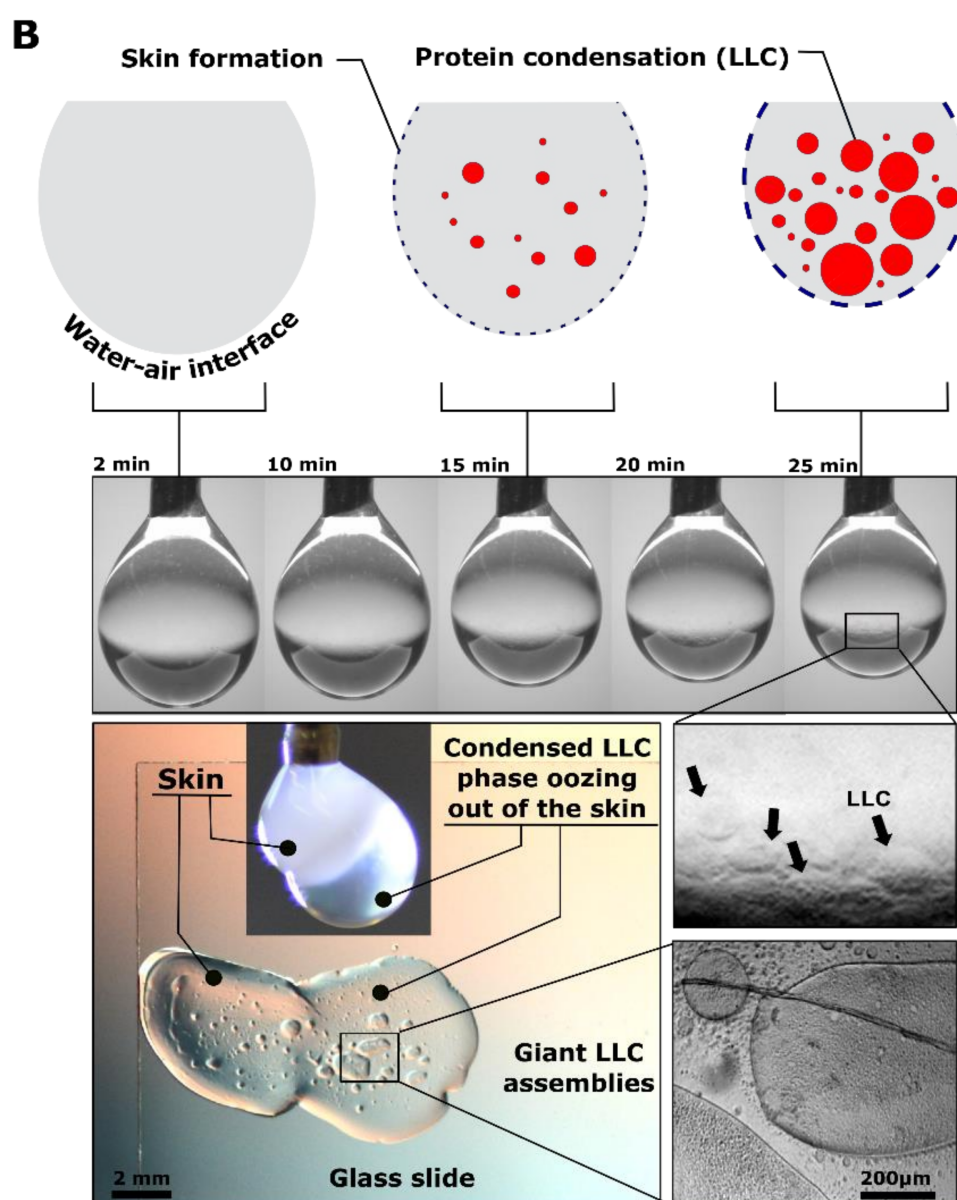 B
Skin formation
Protein condensation (LLC)
Water-air interface
2 min
10 min
15 min
20 min
25 min
Skin
Condensed LLC
phase oozing
out of the skin
LLC
Giant LLC
assemblies
2 mm
Glass slide
200µm